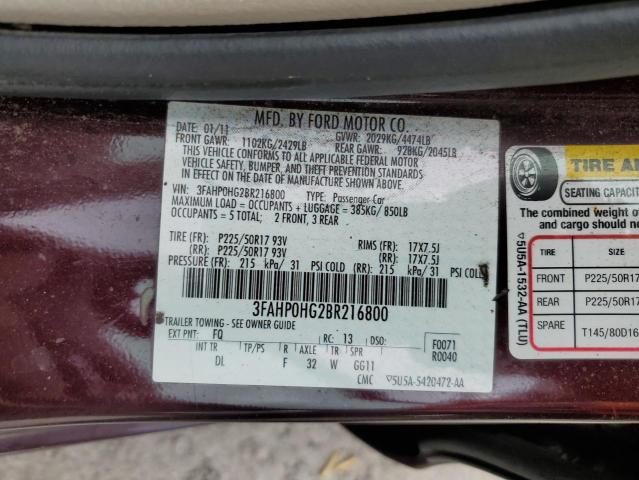 MFD. BY FORD MOTOR CO.
DATE: 01/11 GVWR: 2029KG/4474LB
FRONT GAWR: 1102KG/2429LB REAR GAWR: 928KG/2045LB
THIS VEHICLE CONFORMS TO ALL APPLICABLE FEDERAL MOTOR
VEHICLE SAFETY, BUMPER, AND THEFT PREVENTION STANDARDS
IN EFFECT ON THE DATE OF MANUFACTURE SHOWN ABOVE.
VIN: 3FAHP0HG2BR216800 TYPE: Passenger Car
MAXIMUM LOAD = OCCUPANTS + LUGGAGE = 385KG/850LB
OCCUPANTS = 5 TOTAL; 2 FRONT, 3 REAR
TIRE (FR): P225/50R17 93V RIMS (FR): 17X7.5J
(RR): P225/50R17 93V (RR): 17X7.5J
PRESSURE (FR): 215 kPa/ 31 PSI COLD (RR): 215 kPa/ 31 PSI COLD
3FAHP0HG2BR216800
TRAILER TOWING - SEE OWNER GUIDE
EXT PNT: FQ RC: 13 DSO: F0071
R0040
INT TR TP/PS R AXLE TR SPR
DL F 32 W GG11
CMC ▽5U5A-5420472-AA
TIRE A
SEATING CAPACITY
The combined weight o
and cargo should ne
▽5U5A-1532-AA (TLU)
TIRE SIZE
FRONT P225/50R17
REAR P225/50R17
SPARE T145/80D16